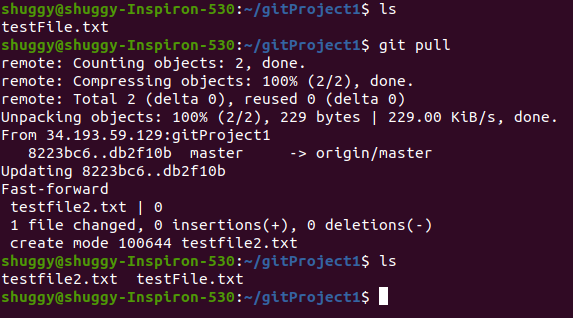 shuggy@shuggy-Inspiron-530:~/gitProject1$ ls
testFile.txt
shuggy@shuggy-Inspiron-530:~/gitProject1$ git pull
remote: Counting objects: 2, done.
remote: Compressing objects: 100% (2/2), done.
remote: Total 2 (delta 0), reused 0 (delta 0)
Unpacking objects: 100% (2/2), 229 bytes | 229.00 KiB/s, done.
From 34.193.59.129:gitProject1
   8223bc6..db2f10b  master     -> origin/master
Updating 8223bc6..db2f10b
Fast-forward
 testfile2.txt | 0
 1 file changed, 0 insertions(+), 0 deletions(-)
 create mode 100644 testfile2.txt
shuggy@shuggy-Inspiron-530:~/gitProject1$ ls
testfile2.txt  testFile.txt
shuggy@shuggy-Inspiron-530:~/gitProject1$